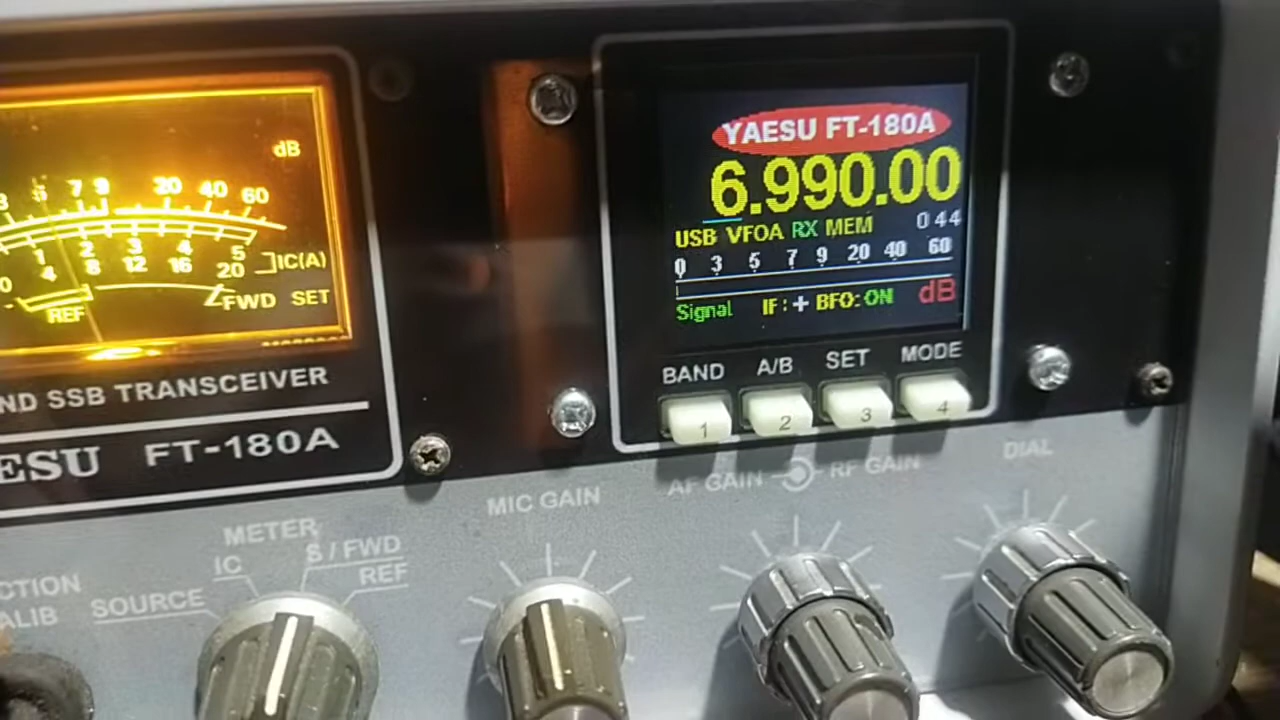 dB
3 5 7 9 20 40 60
1 2 3 4 5
0 4 8 12 16 20 IC(A)
REF
FWD SET
ND SSB TRANSCEIVER
ESU FT-180A
YAESU FT-180A
6.990.00
USB VFOA RX MEM 044
0 3 5 7 9 20 40 60
Signal IF:+ BFO:ON dB
BAND A/B SET MODE
1 2 3 4
MIC GAIN
AF GAIN RF GAIN
DIAL
METER
IC S / FWD
REF
SOURCE
CTION
ALIB